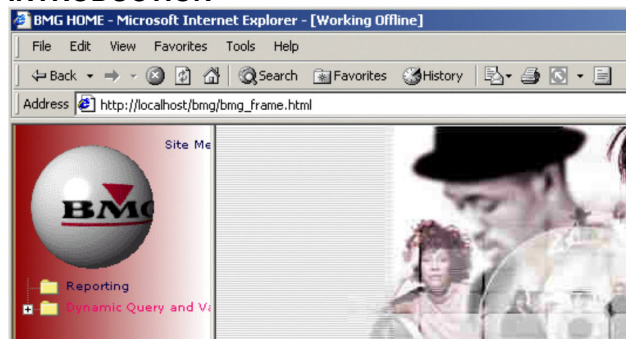 BMG HOME - Microsoft Internet Explorer - [Working Offline]
File Edit View Favorites Tools Help
Back Search Favorites History
Address http://localhost/bmg/bmg_frame.html
Site Me
BMG
Reporting
Dynamic Query and Va